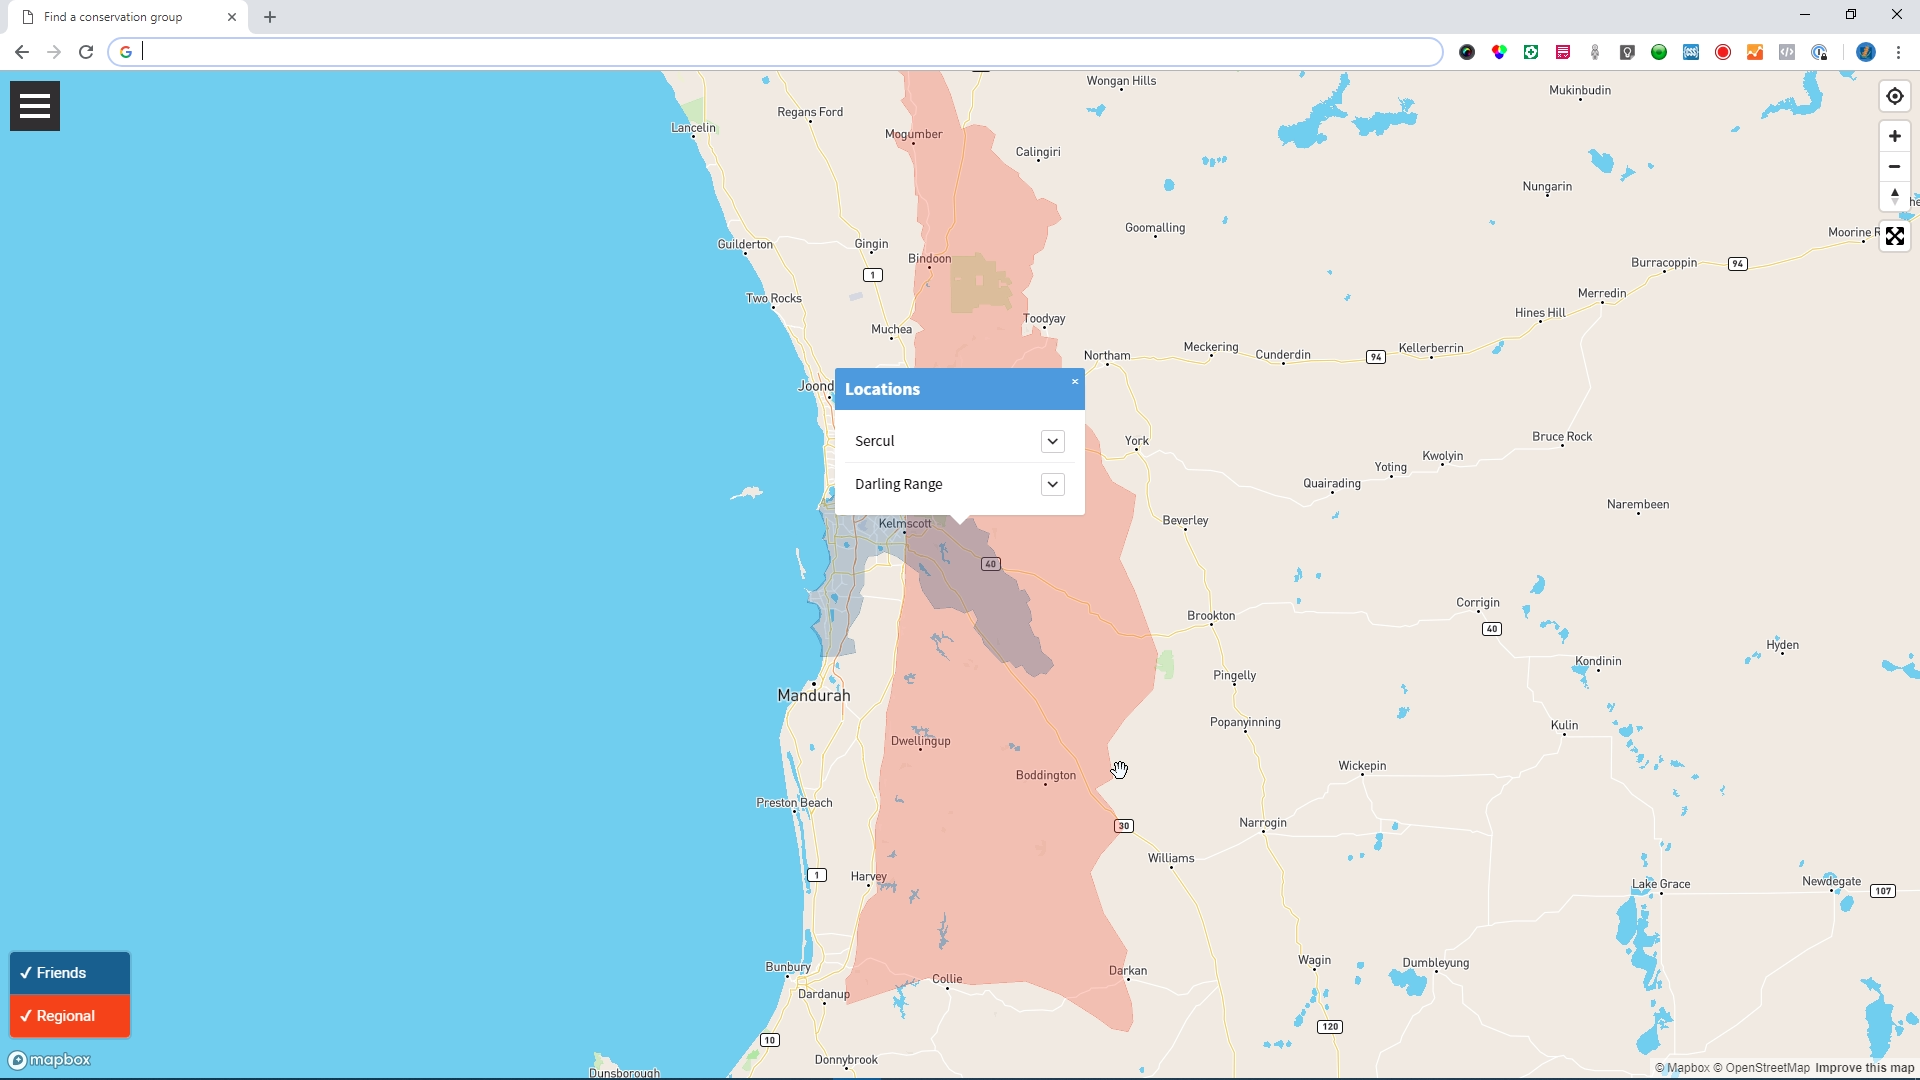 Find a conservation group
Wongan Hills
Mukinbudin
Regans Ford
Lancelin
Mogumber
Calingiri
Nungarin
Goomalling
Moorine R
Guilderton
Gingin
Bindoon
Burracoppin
94
1
Merredin
Two Rocks
Hines Hill
Toodyay
Muchea
Meckering
Cunderdin
94
Kellerberrin
Northam
Joond
Locations
×
York
Bruce Rock
Sercul
Kwolyin
Yoting
Quairading
Darling Range
Narembeen
Beverley
Kelmscott
40
Corrigin
Brookton
40
Hyden
Kondinin
Pingelly
Mandurah
Popanyinning
Kulin
Dwellingup
Wickepin
Boddington
Preston Beach
Narrogin
30
Williams
1
Harvey
Lake Grace
Newdegate
107
Wagin
Dumbleyung
Bunbury
Darkan
✓ Friends
Collie
Dardanup
✓ Regional
120
10
mapbox
Donnybrook
Dunsborough
© Mapbox © OpenStreetMap Improve this map